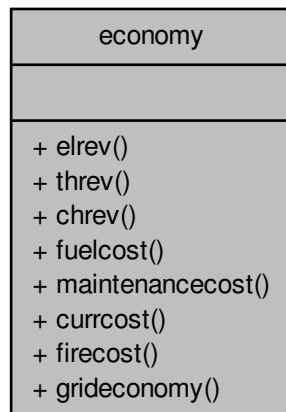 economy
+ elrev()
+ threv()
+ chrev()
+ fuelcost()
+ maintenancecost()
+ currcost()
+ firecost()
+ grideconomy()